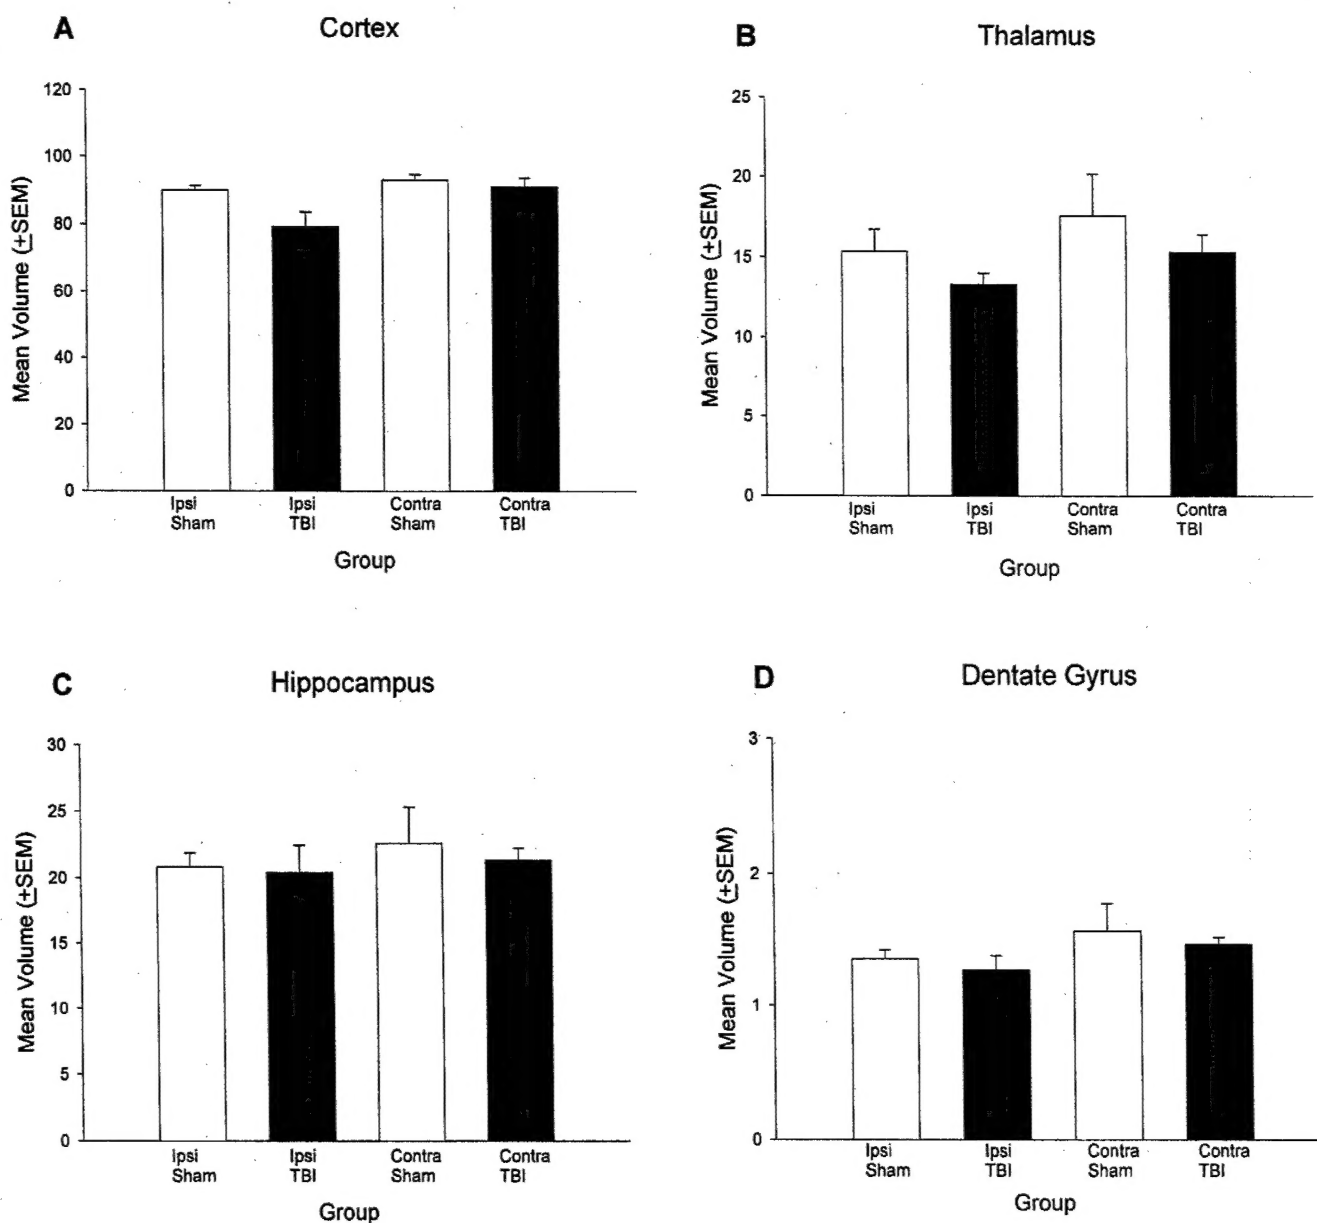 A
Cortex
120
100
80
60
40
20
0
Mean Volume (±SEM)
Ipsi
Sham
Ipsi
TBI
Contra
Sham
Contra
TBI
Group
B
Thalamus
25
20
15
10
5
0
Mean Volume (±SEM)
Ipsi
Sham
Ipsi
TBI
Contra
Sham
Contra
TBI
Group
C
Hippocampus
30
25
20
15
10
5
0
Mean Volume (±SEM)
Ipsi
Sham
Ipsi
TBI
Contra
Sham
Contra
TBI
Group
D
Dentate Gyrus
3
2
1
0
Mean Volume (±SEM)
Ipsi
Sham
Ipsi
TBI
Contra
Sham
Contra
TBI
Group